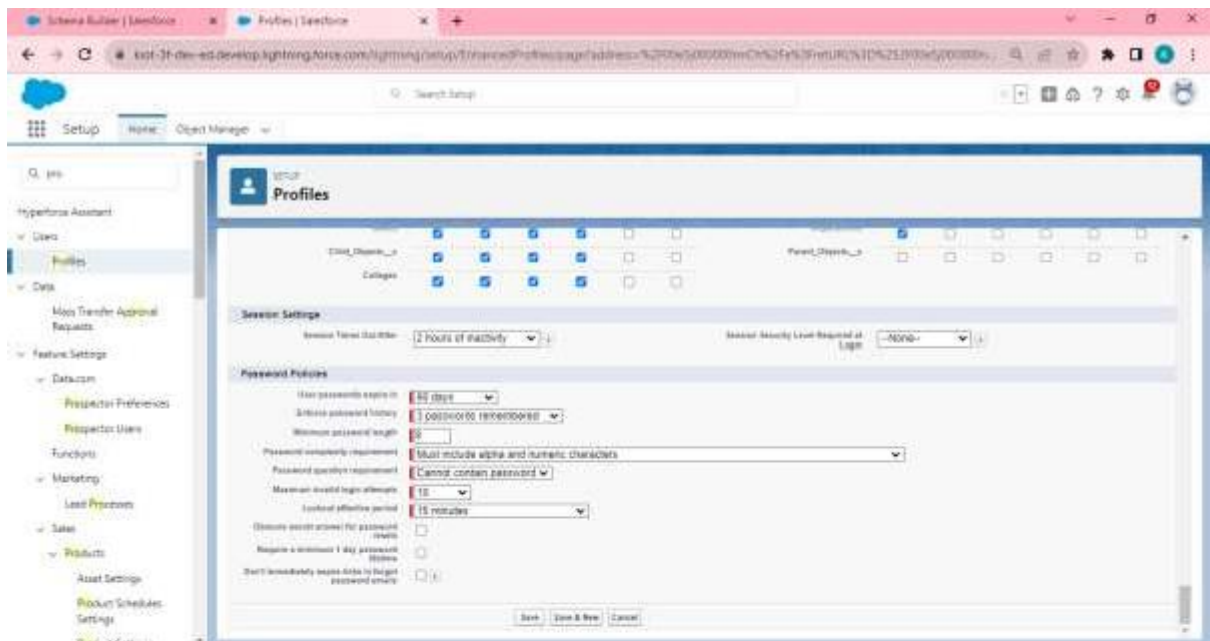 Schema Builder | Salesforce
Profiles | Salesforce
Search Setup
Setup
Home
Object Manager
pro
Hyperforce Assistant
Users
Profiles
Data
Mass Transfer Approval
Requests
Feature Settings
Data.com
Prospector Preferences
Prospector Users
Functions
Marketing
Lead Processes
Sales
Products
Asset Settings
Product Schedules
Settings
SETUP
Profiles
Colleges
Session Settings
Session Times Out After
2 hours of inactivity
Session Security Level Required at
Login
--None--
Password Policies
User passwords expire in
90 days
Enforce password history
3 passwords remembered
Minimum password length
8
Password complexity requirement
Must include alpha and numeric characters
Password question requirement
Cannot contain password
Maximum invalid login attempts
10
Lockout effective period
15 minutes
Obscure secret answer for password
resets
Require a minimum 1 day password
lifetime
Don't immediately expire links in forgot
password emails
Save
Save & New
Cancel